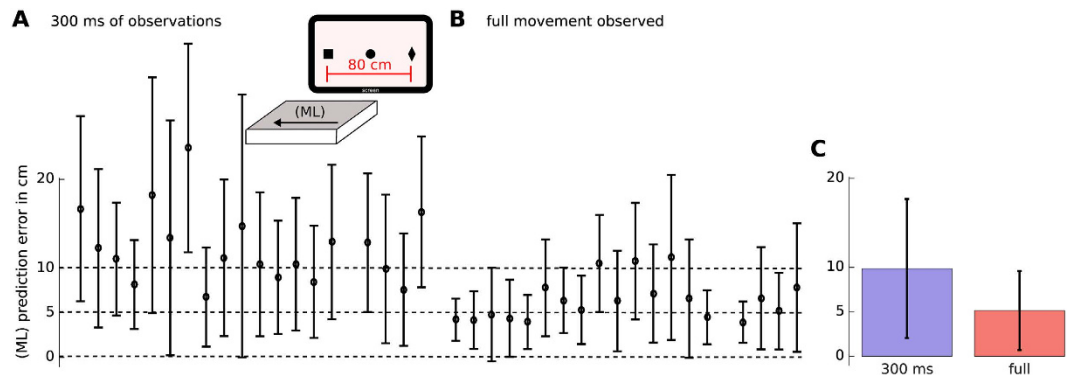 A 300 ms of observations
B full movement observed
80 cm
screen
(ML)
C
(ML) prediction error in cm
20
10
5
0
20
10
5
0
300 ms
full